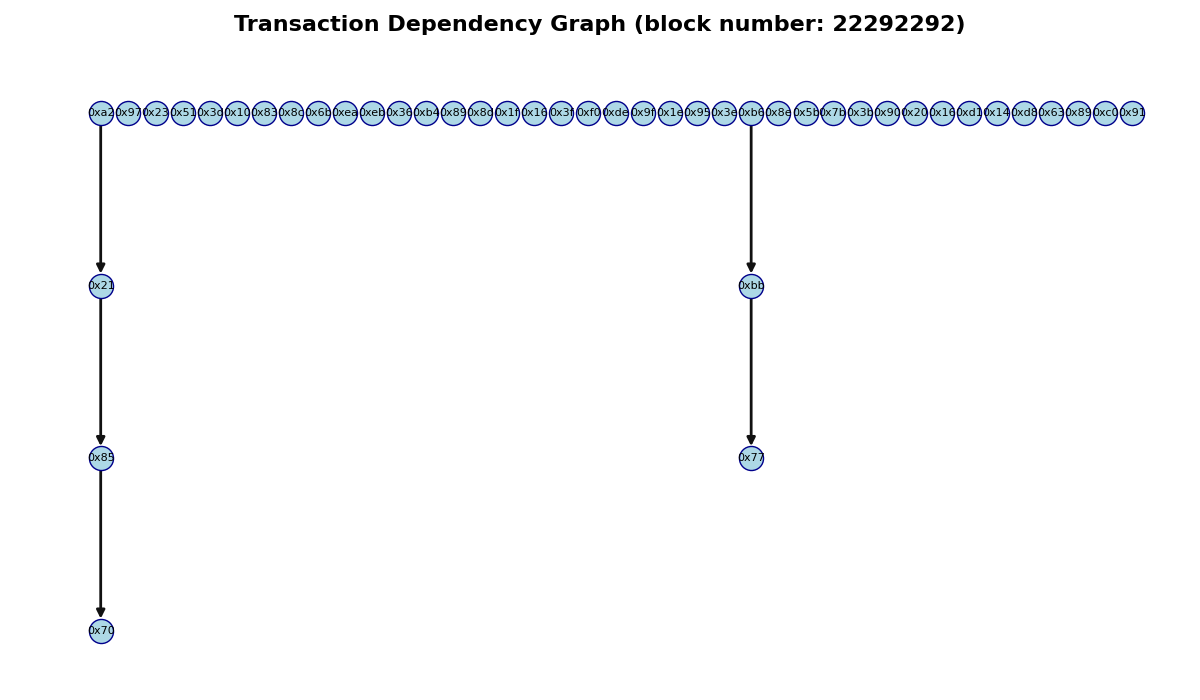 Transaction Dependency Graph (block number: 22292292)
0xa2 0x97 0x23 0x51 0x3d 0x10 0x83 0x8c 0x6b 0xea 0xeb 0x36 0xb4 0x89 0x8d 0x1f 0x16 0x3f 0xf0 0xde 0x9f 0x1e 0x95 0x3e 0xb6 0x8e 0x5b 0x7b 0x3b 0x90 0x20 0x16 0xd1 0x14 0xd8 0x63 0x89 0xc0 0x91
0x21 0xbb
0x85 0x77
0x70